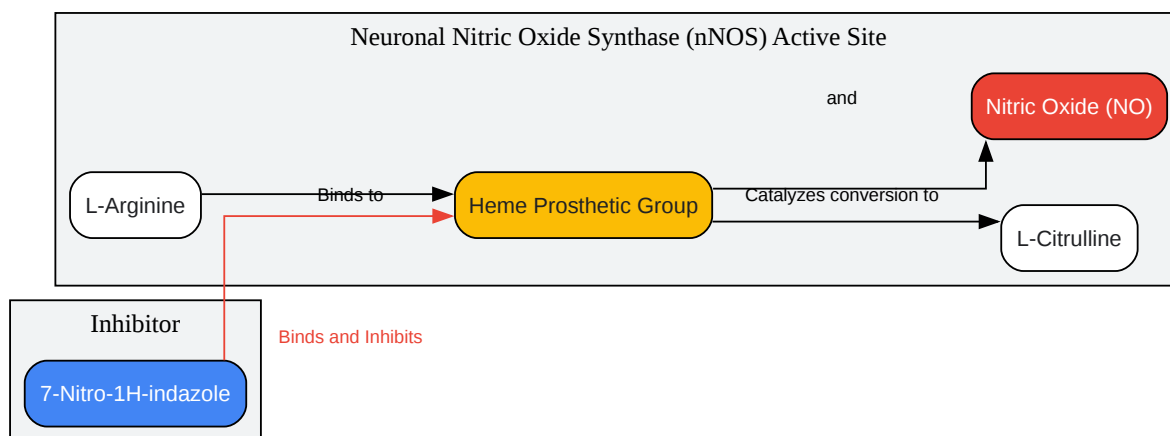 Neuronal Nitric Oxide Synthase (nNOS) Active Site
and
Nitric Oxide (NO)
L-Arginine
Binds to
Heme Prosthetic Group
Catalyzes conversion to
L-Citrulline
Inhibitor
Binds and Inhibits
7-Nitro-1H-indazole